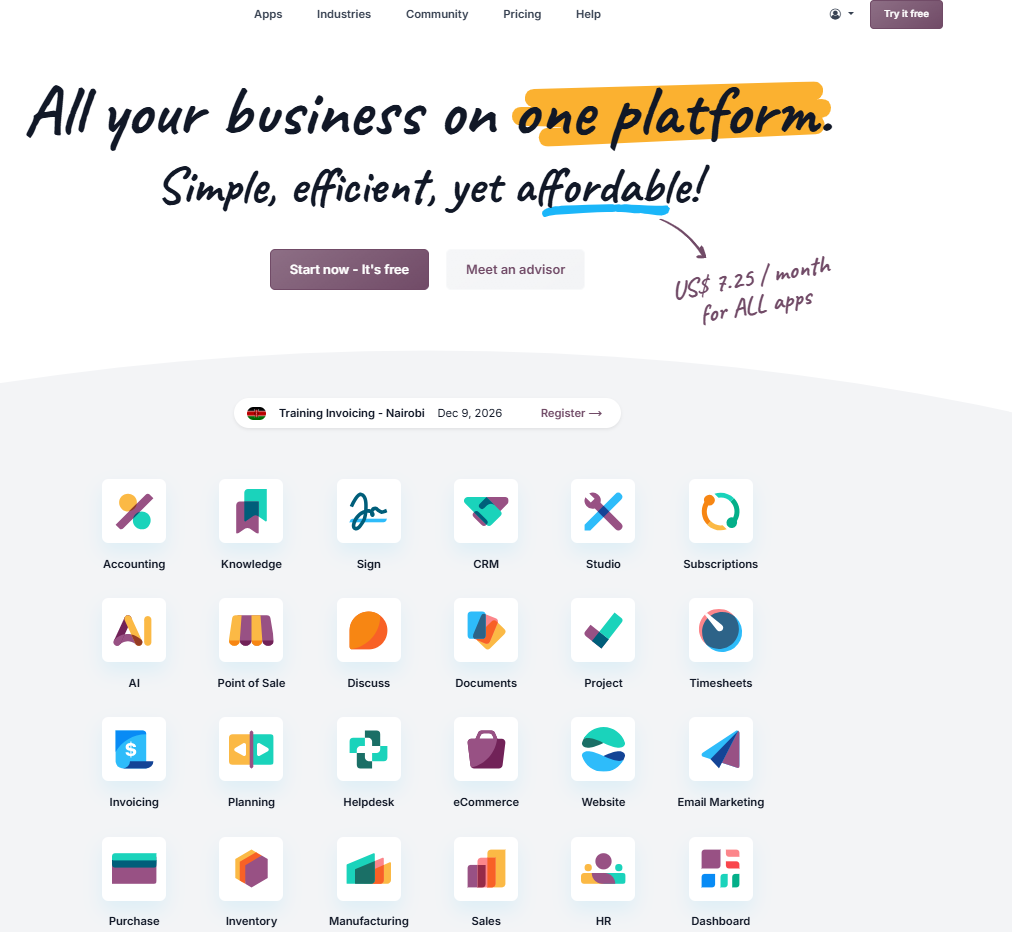 Apps Industries Community Pricing Help Try it free
All your business on one platform.
Simple, efficient, yet affordable!
Start now - It's free Meet an advisor
US$ 7.25 / month
for ALL apps
Training Invoicing - Nairobi Dec 9, 2026 Register →
Accounting Knowledge Sign CRM Studio Subscriptions
AI Point of Sale Discuss Documents Project Timesheets
Invoicing Planning Helpdesk eCommerce Website Email Marketing
Purchase Inventory Manufacturing Sales HR Dashboard